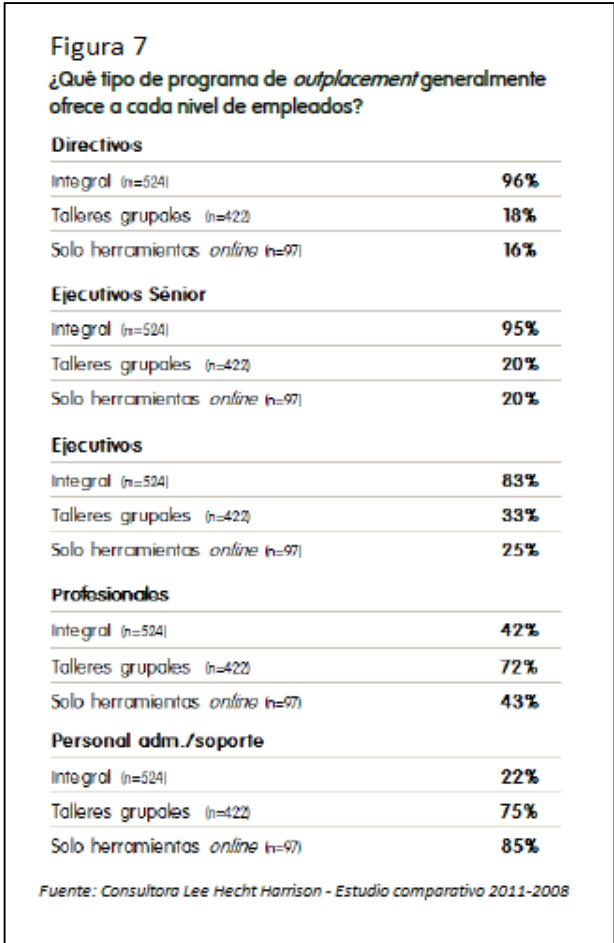 Figura 7
¿Qué tipo de programa de outplacement generalmente
ofrece a cada nivel de empleados?
Directivos
Integral (n=524) 96%
Talleres grupales (n=422) 18%
Solo herramientas online (n=97) 16%
Ejecutivos Sénior
Integral (n=524) 95%
Talleres grupales (n=422) 20%
Solo herramientas online (n=97) 20%
Ejecutivos
Integral (n=524) 83%
Talleres grupales (n=422) 33%
Solo herramientas online (n=97) 25%
Profesionales
Integral (n=524) 42%
Talleres grupales (n=422) 72%
Solo herramientas online (n=97) 43%
Personal adm./soporte
Integral (n=524) 22%
Talleres grupales (n=422) 75%
Solo herramientas online (n=97) 85%
Fuente: Consultora Lee Hecht Harrison - Estudio comparativo 2011-2008